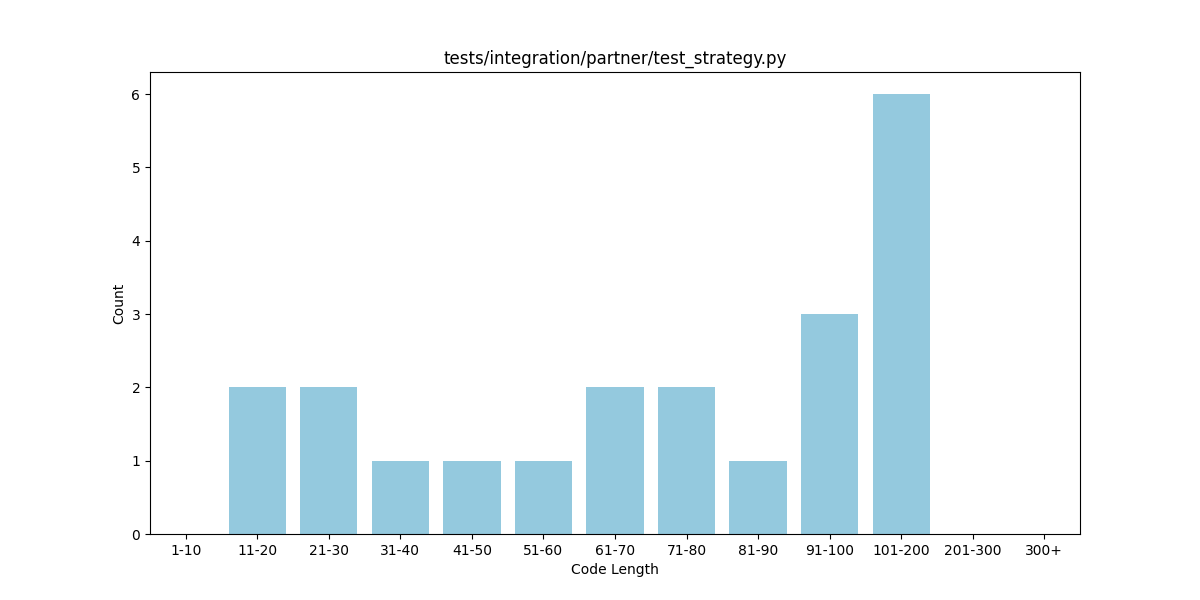 tests/integration/partner/test_strategy.py
6
5
4
3
2
1
0
Count
1-10 11-20 21-30 31-40 41-50 51-60 61-70 71-80 81-90 91-100 101-200 201-300 300+
Code Length